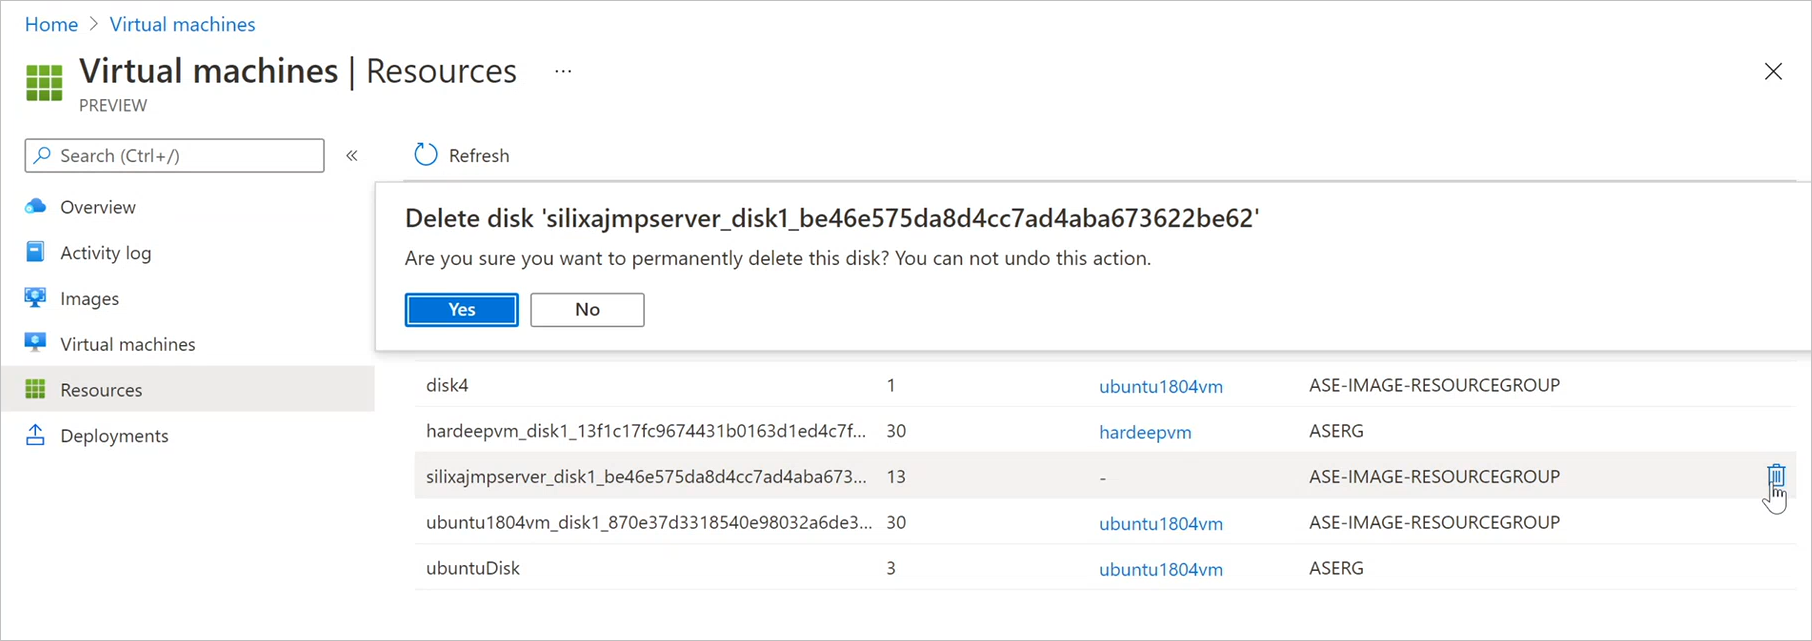 Home > Virtual machines
Virtual machines | Resources ...
PREVIEW
Search (Ctrl+/)
«
Refresh
Overview
Activity log
Images
Virtual machines
Resources
Deployments
Delete disk 'silixajmpserver_disk1_be46e575da8d4cc7ad4aba673622be62'
Are you sure you want to permanently delete this disk? You can not undo this action.
Yes No
disk4 1 ubuntu1804vm ASE-IMAGE-RESOURCEGROUP
hardeepvm_disk1_13f1c17fc9674431b0163d1ed4c7f... 30 hardeepvm ASERG
silixajmpserver_disk1_be46e575da8d4cc7ad4aba673... 13 - ASE-IMAGE-RESOURCEGROUP
ubuntu1804vm_disk1_870e37d3318540e98032a6de3... 30 ubuntu1804vm ASE-IMAGE-RESOURCEGROUP
ubuntuDisk 3 ubuntu1804vm ASERG